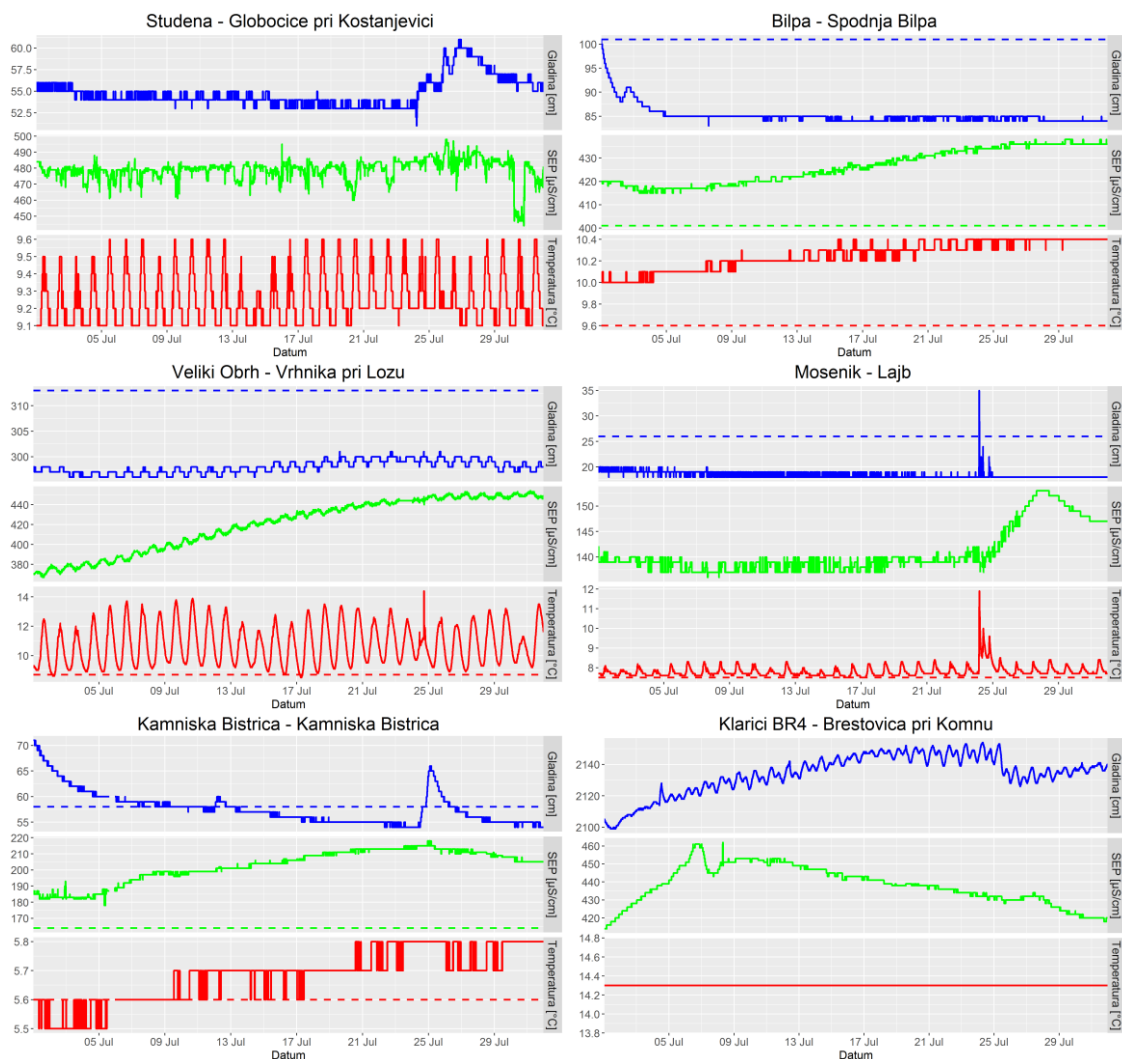 Studena - Globocice pri Kostanjevici
60.0
57.5
55.0
52.5
Gladina [cm]
500
490
480
470
460
450
SEP [µS/cm]
9.6
9.5
9.4
9.3
9.2
9.1
Temperatura [°C]
05 Jul 09 Jul 13 Jul 17 Jul 21 Jul 25 Jul 29 Jul
Datum
Bilpa - Spodnja Bilpa
100
95
90
85
Gladina [cm]
430
420
410
400
SEP [µS/cm]
10.4
10.2
10.0
9.8
9.6
Temperatura [°C]
05 Jul 09 Jul 13 Jul 17 Jul 21 Jul 25 Jul 29 Jul
Datum
Veliki Obrh - Vrhnika pri Lozu
310
305
300
Gladina [cm]
440
420
400
380
SEP [µS/cm]
14
12
10
Temperatura [°C]
05 Jul 09 Jul 13 Jul 17 Jul 21 Jul 25 Jul 29 Jul
Datum
Mosenik - Lajb
35
30
25
20
Gladina [cm]
150
145
140
SEP [µS/cm]
12
11
10
9
8
Temperatura [°C]
05 Jul 09 Jul 13 Jul 17 Jul 21 Jul 25 Jul 29 Jul
Datum
Kamniska Bistrica - Kamniska Bistrica
70
65
60
55
Gladina [cm]
220
210
200
190
180
170
SEP [µS/cm]
5.8
5.7
5.6
5.5
Temperatura [°C]
05 Jul 09 Jul 13 Jul 17 Jul 21 Jul 25 Jul 29 Jul
Datum
Klarici BR4 - Brestovica pri Komnu
2140
2120
2100
Gladina [cm]
460
450
440
430
420
SEP [µS/cm]
14.8
14.6
14.4
14.2
14.0
13.8
Temperatura [°C]
05 Jul 09 Jul 13 Jul 17 Jul 21 Jul 25 Jul 29 Jul
Datum